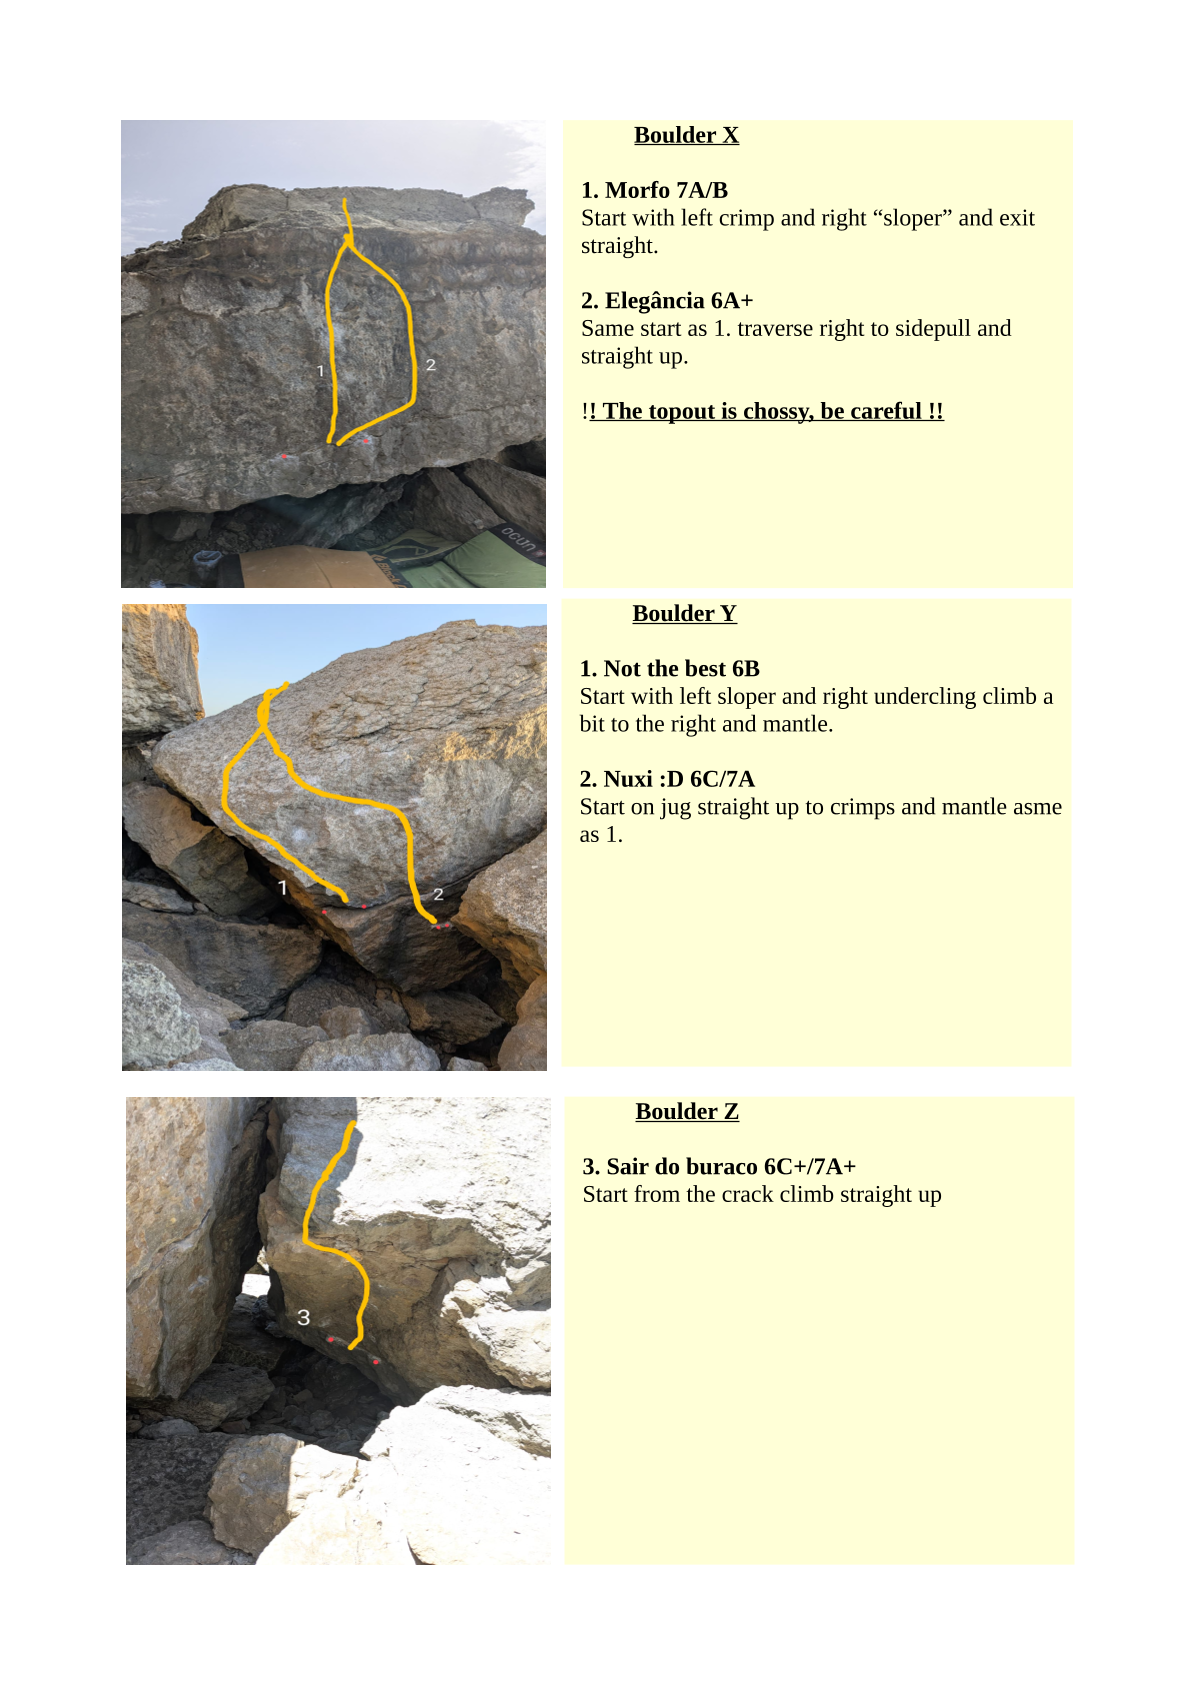 Boulder X
1. Morfo 7A/B
Start with left crimp and right “sloper” and exit
straight.
2. Elegância 6A+
Same start as 1. traverse right to sidepull and
straight up.
!! The topout is chossy, be careful !!
1
2
ocun
Boulder Y
1. Not the best 6B
Start with left sloper and right undercling climb a
bit to the right and mantle.
2. Nuxi :D 6C/7A
Start on jug straight up to crimps and mantle asme
as 1.
1
2
Boulder Z
3. Sair do buraco 6C+/7A+
Start from the crack climb straight up
3